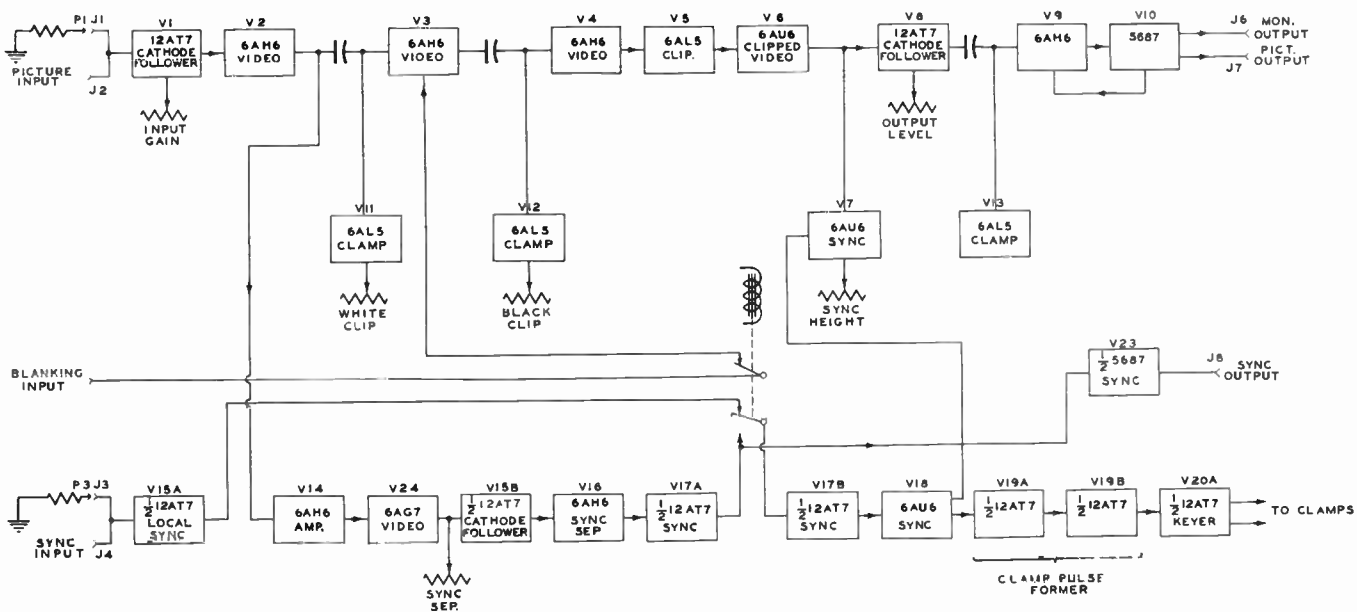 P1 J1
PICTURE INPUT
J2
V1
12AT7
CATHODE
FOLLOWER
INPUT
GAIN
V2
6AH6
VIDEO
V3
6AH6
VIDEO
V4
6AH6
VIDEO
V5
6AL5
CLIP.
V6
6AU6
CLIPPED
VIDEO
V8
12AT7
CATHODE
FOLLOWER
OUTPUT
LEVEL
V9
6AH6
V10
5687
J6
MON.
OUTPUT
PICT.
OUTPUT
J7
V11
6AL5
CLAMP
WHITE
CLIP
V12
6AL5
CLAMP
BLACK
CLIP
V7
6AU6
SYNC
SYNC
HEIGHT
V13
6AL5
CLAMP
BLANKING
INPUT
V23
1/2 5687
SYNC
J8
SYNC
OUTPUT
P3 J3
SYNC
INPUT
J4
V15A
1/2 12AT7
LOCAL
SYNC
V14
6AH6
AMP.
V24
6AG7
VIDEO
SYNC
SEP.
V15B
1/2 12AT7
CATHODE
FOLLOWER
V16
6AH6
SYNC
SEP
V17A
1/2 12AT7
SYNC
V17B
1/2 12AT7
SYNC
V18
6AU6
SYNC
V19A
1/2 12AT7
V19B
1/2 12AT7
V20A
1/2 12AT7
KEYER
TO CLAMPS
CLAMP PULSE
FORMER